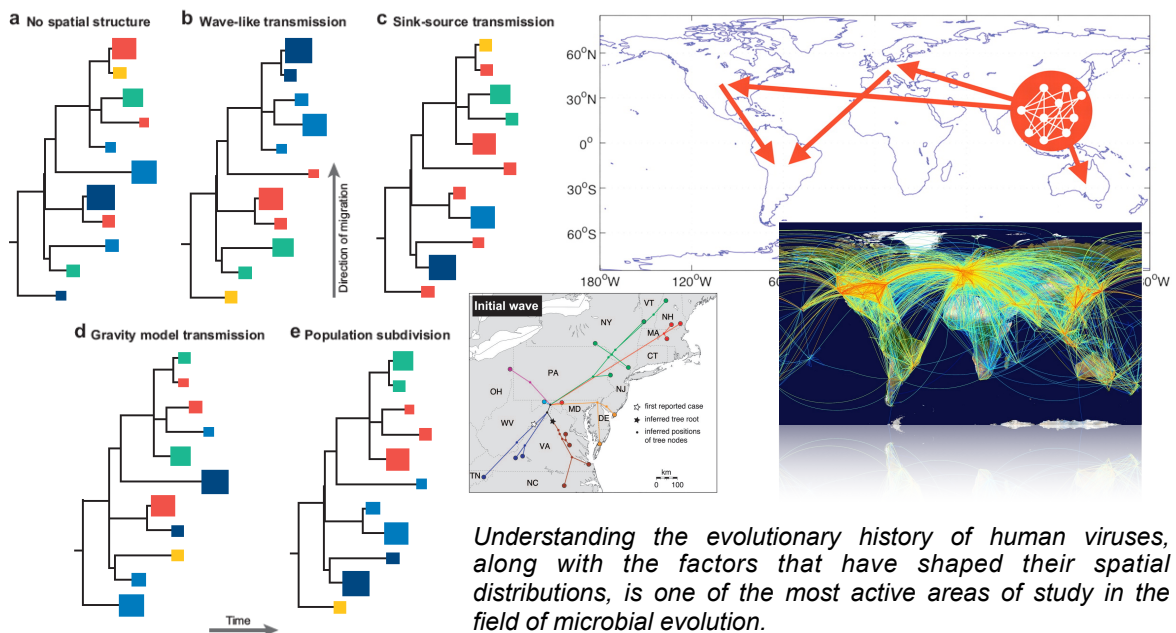 a No spatial structure
b Wave-like transmission
c Sink-source transmission
Direction of migration
d Gravity model transmission
e Population subdivision
Time
60°N
30°N
0°
30°S
60°S
180°W
120°W
60°W
0°
60°E
120°E
Initial wave
VT
NH
NY
MA
CT
PA
NJ
OH
MD
DE
WV
VA
TN
NC
first reported case
inferred tree root
inferred positions
of tree nodes
km
0 100
Understanding the evolutionary history of human viruses,
along with the factors that have shaped their spatial
distributions, is one of the most active areas of study in the
field of microbial evolution.